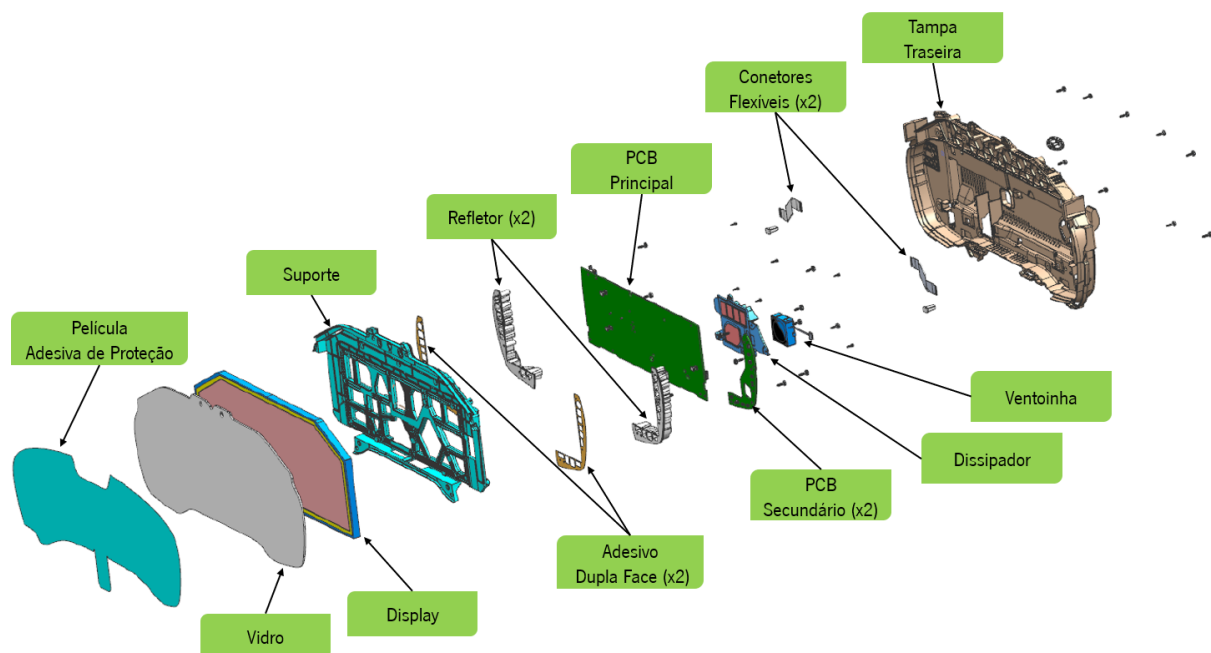 Tampa
Traseira
Conetores
Flexíveis (x2)
PCB
Principal
Refletor (x2)
Suporte
Película
Adesiva de Proteção
Ventoinha
Dissipador
PCB
Secundário (x2)
Adesivo
Dupla Face (x2)
Display
Vidro